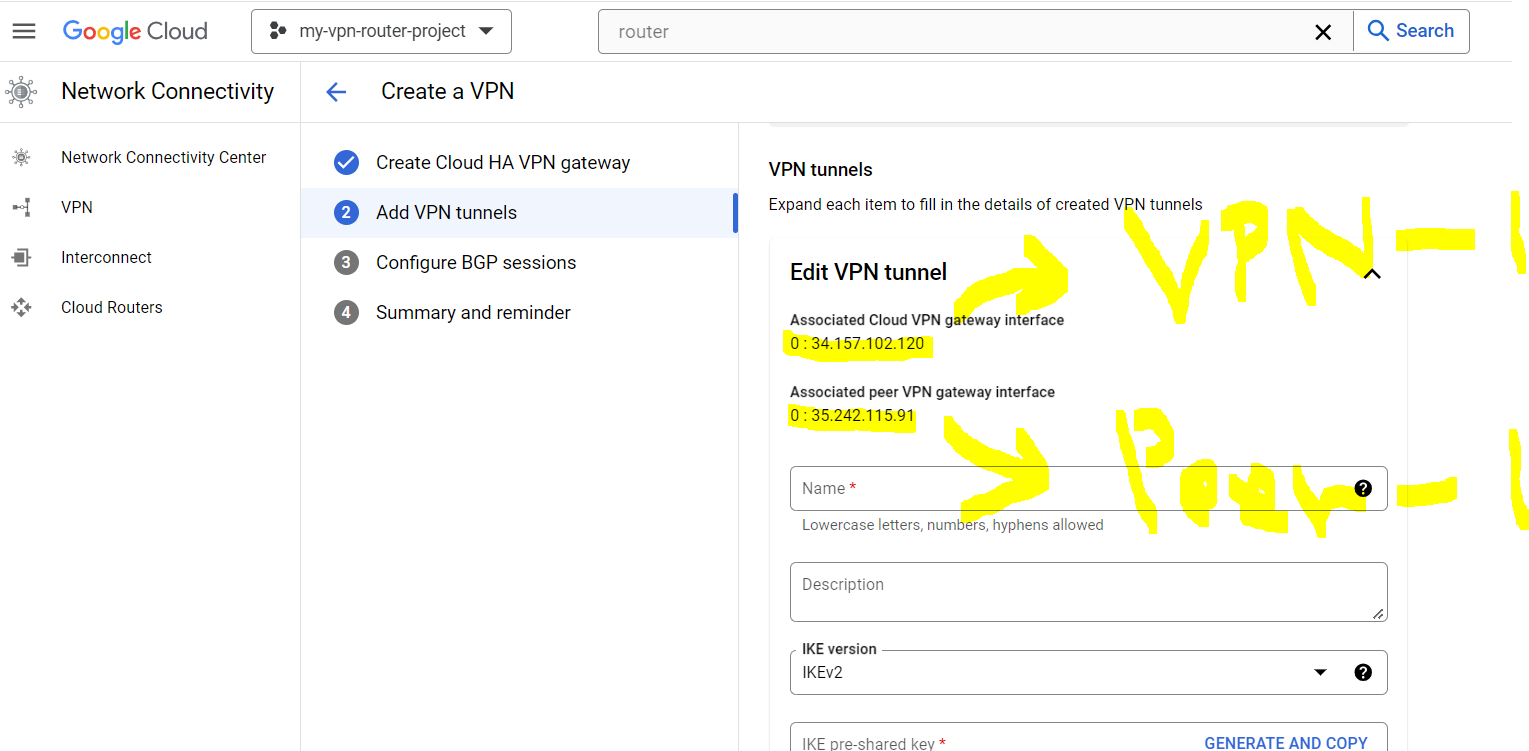 Google Cloud
my-vpn-router-project
router
Search
Network Connectivity
Create a VPN
Network Connectivity Center
VPN
Interconnect
Cloud Routers
Create Cloud HA VPN gateway
2 Add VPN tunnels
3 Configure BGP sessions
4 Summary and reminder
VPN tunnels
Expand each item to fill in the details of created VPN tunnels
VPN-
Edit VPN tunnel
Associated Cloud VPN gateway interface
0 : 34.157.102.120
Associated peer VPN gateway interface
0 : 35.242.115.91
Peer-
Name *
Lowercase letters, numbers, hyphens allowed
Description
IKE version
IKEv2
IKE pre-shared key *
GENERATE AND COPY